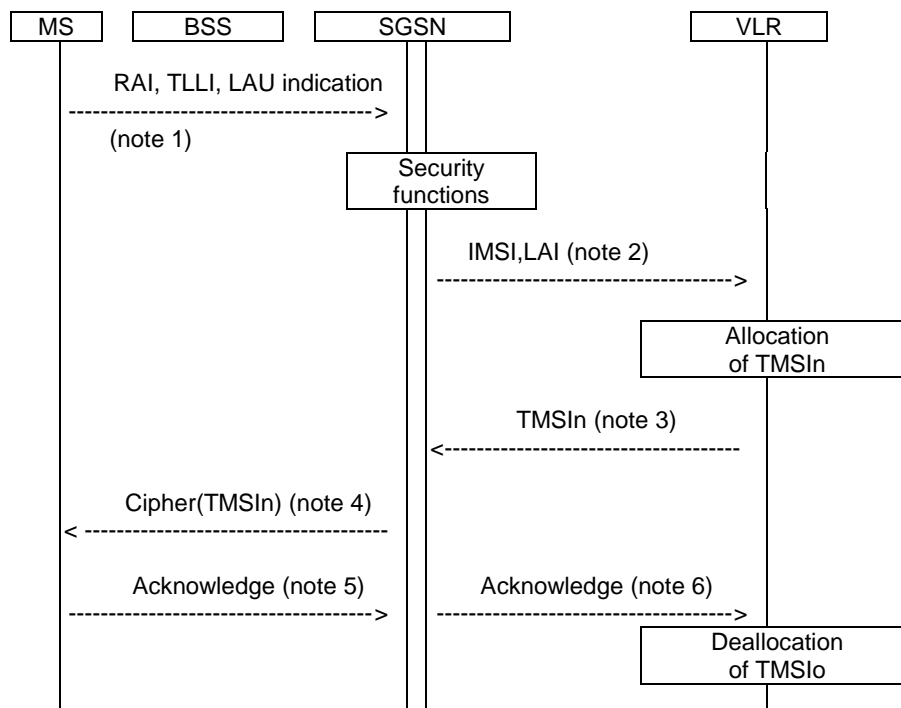 MS BSS SGSN VLR
RAI, TLLI, LAU indication
(note 1)
Security
functions
IMSI,LAI (note 2)
Allocation
of TMSIn
TMSIn (note 3)
Cipher(TMSIn) (note 4)
Acknowledge (note 5) Acknowledge (note 6)
Deallocation
of TMSIo